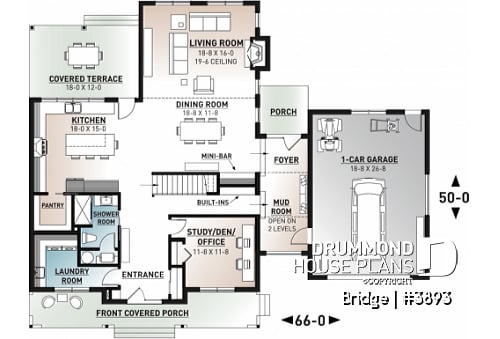 LIVING ROOM
18-8 X 16-0
19-6 CEILING
COVERED TERRACE
18-0 X 12-0
DINING ROOM
18-8 X 11-8
PORCH
KITCHEN
18-0 X 15-0
MINI-BAR
FOYER
1-CAR GARAGE
18-8 X 26-8
50-0
PANTRY
SHOWER
ROOM
BUILT-INS
MUD
ROOM
OPEN ON
2 LEVELS
STUDY/DEN/
OFFICE
11-8 X 11-8
LAUNDRY
ROOM
ENTRANCE
DRUMMOND
HOUSE PLANS
©COPYRIGHT
Bridge | #3893
FRONT COVERED PORCH
66-0